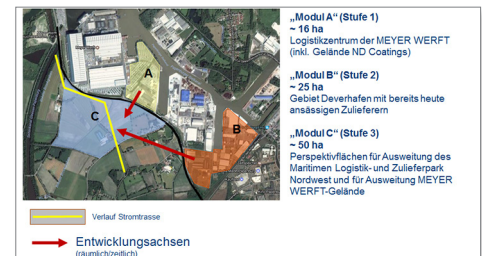 „Modul A“ (Stufe 1)
~ 16 ha
Logistikzentrum der MEYER WERFT
(inkl. Gelände ND Coatings)
„Modul B“ (Stufe 2)
~ 25 ha
Gebiet Deverhafen mit bereits heute
ansässigen Zulieferern
„Modul C“ (Stufe 3)
~ 50 ha
Perspektivflächen für Ausweitung des
Maritimen Logistik- und Zulieferpark
Nordwest und für Ausweitung MEYER
WERFT-Gelände
A
B
C
Verlauf Stromtrasse
Entwicklungsachsen
(räumlich/zeitlich)